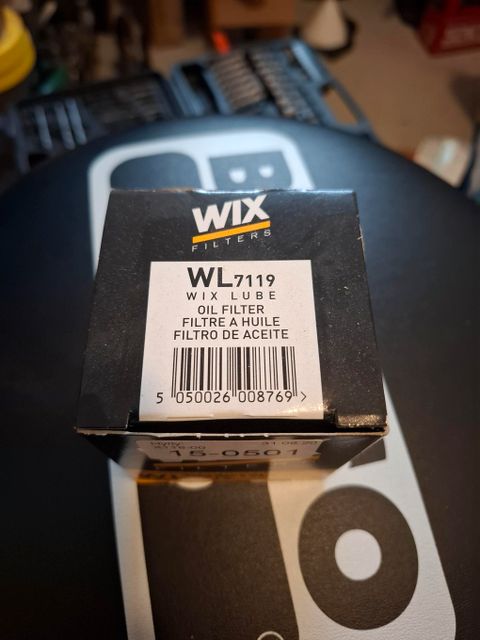 WIX
FILTERS
WL7119
WIX LUBE
OIL FILTER
FILTRE A HUILE
FILTRO DE ACEITE
5 050026 008769 >
15-0501